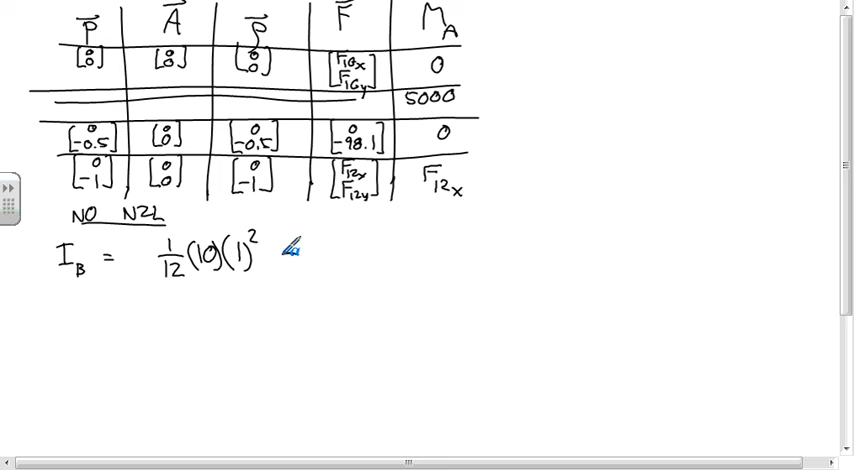 P⃗ A⃗ ρ⃗ F⃗ M_A
[0 0] [0 0] [0 0] [F_1Gx F_1Gy] 0
5000
[0 -0.5] [0 0] [0 -0.5] [0 -98.1] 0
[0 -1] [0 0] [0 -1] [F_12x F_12y] F_12x
NO N2L
I_B = 1/12 (10)(1)^2